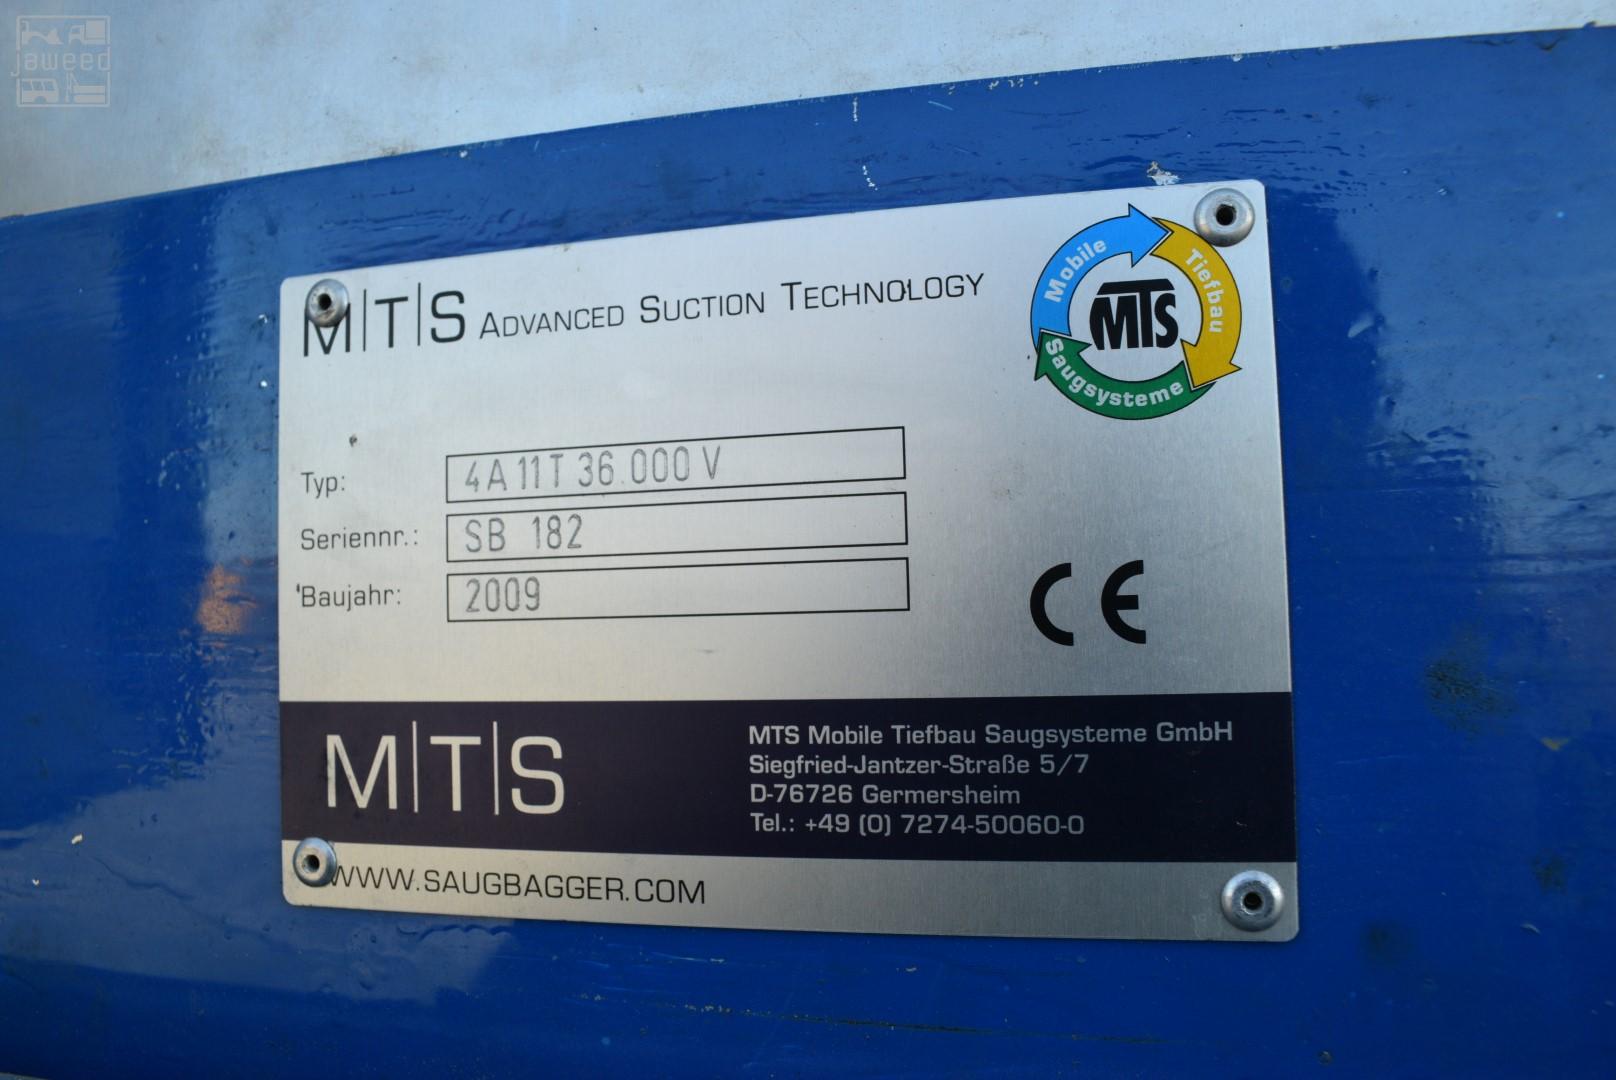 jaweed
M|T|S ADVANCED SUCTION TECHNOLOGY
Mobile Tiefbau Saugsysteme
MTS
Typ: 4A11T 36.000 V
Seriennr.: SB 182
Baujahr: 2009
CE
M|T|S
MTS Mobile Tiefbau Saugsysteme GmbH
Siegfried-Jantzer-Straße 5/7
D-76726 Germersheim
Tel.: +49 (0) 7274-50060-0
WWW.SAUGBAGGER.COM